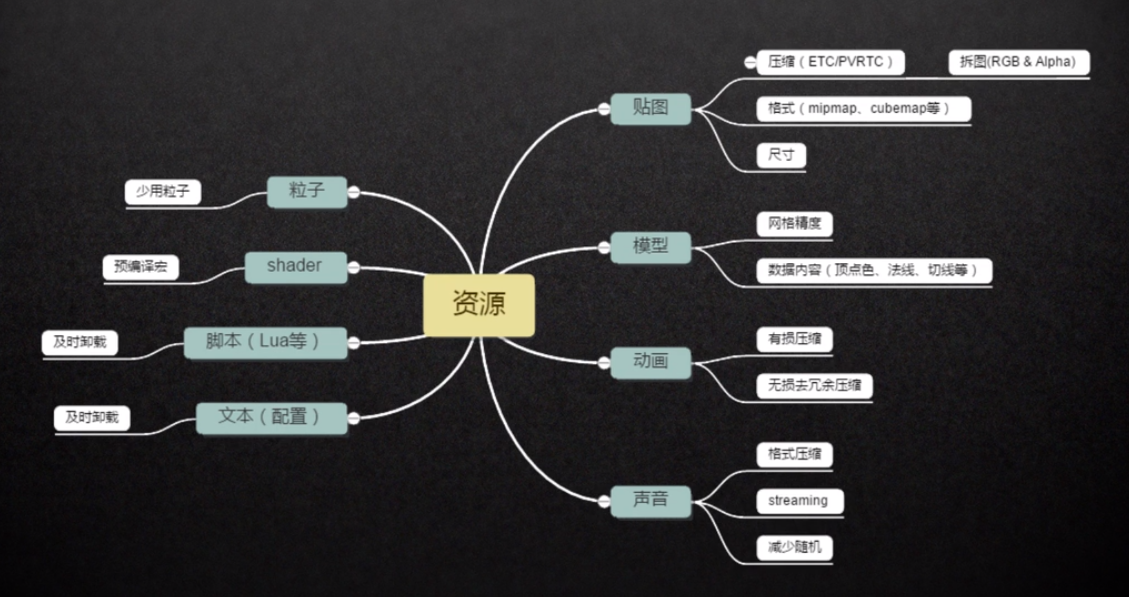 资源
贴图
压缩（ETC/PVRTC）
拆图(RGB & Alpha)
格式（mipmap、cubemap等）
尺寸
模型
网格精度
数据内容（顶点色、法线、切线等）
动画
有损压缩
无损去冗余压缩
声音
格式压缩
streaming
减少随机
粒子
少用粒子
shader
预编译宏
脚本（Lua等）
及时卸载
文本（配置）
及时卸载